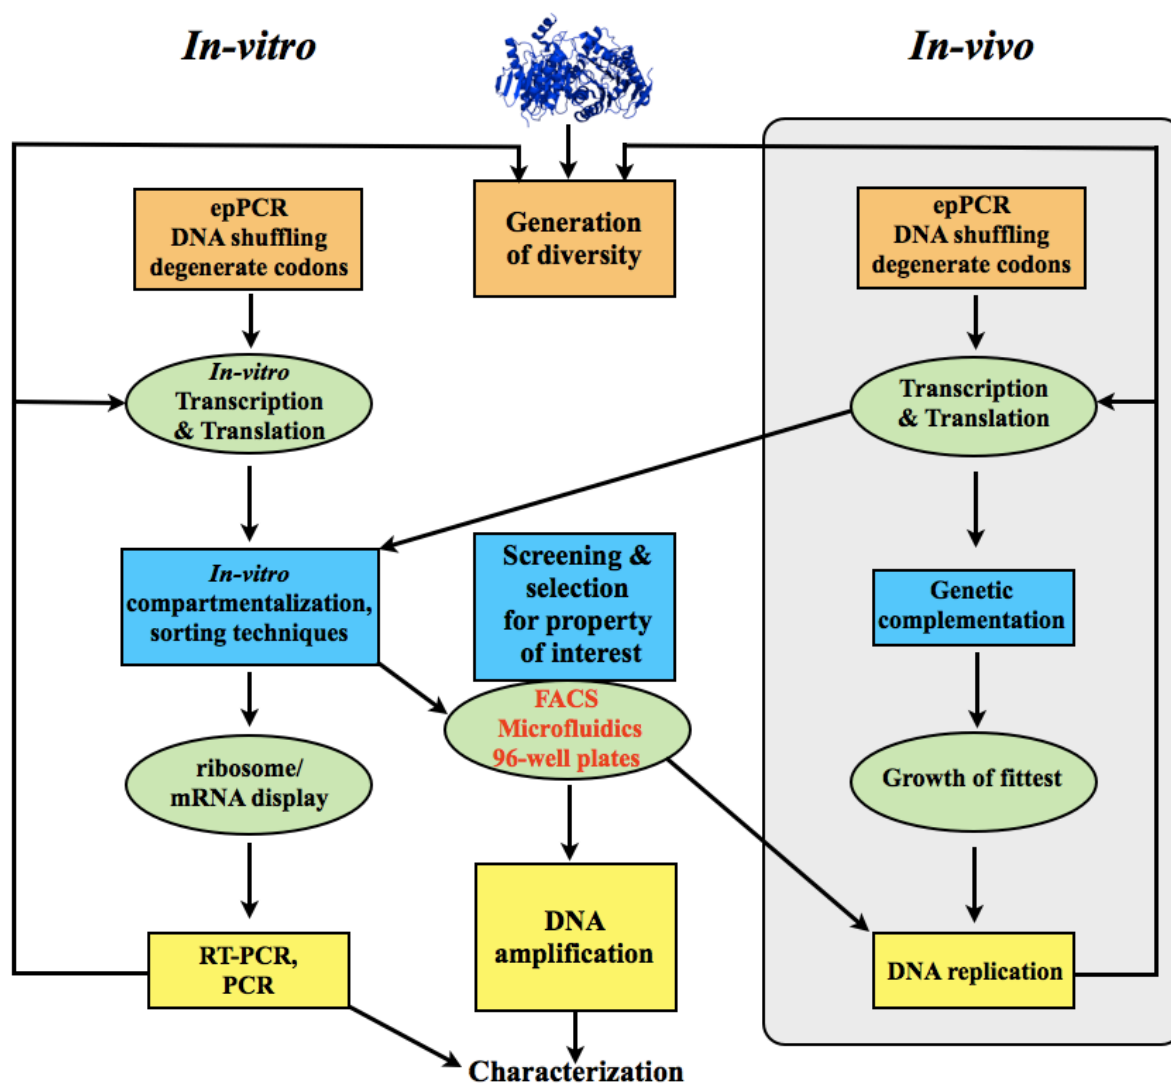 In-vitro
In-vivo
epPCR
DNA shuffling
degenerate codons
Generation
of diversity
epPCR
DNA shuffling
degenerate codons
In-vitro
Transcription
& Translation
Transcription
& Translation
In-vitro
compartmentalization,
sorting techniques
Screening &
selection
for property
of interest
Genetic
complementation
FACS
Microfluidics
96-well plates
ribosome/
mRNA display
Growth of fittest
RT-PCR,
PCR
DNA
amplification
DNA replication
Characterization